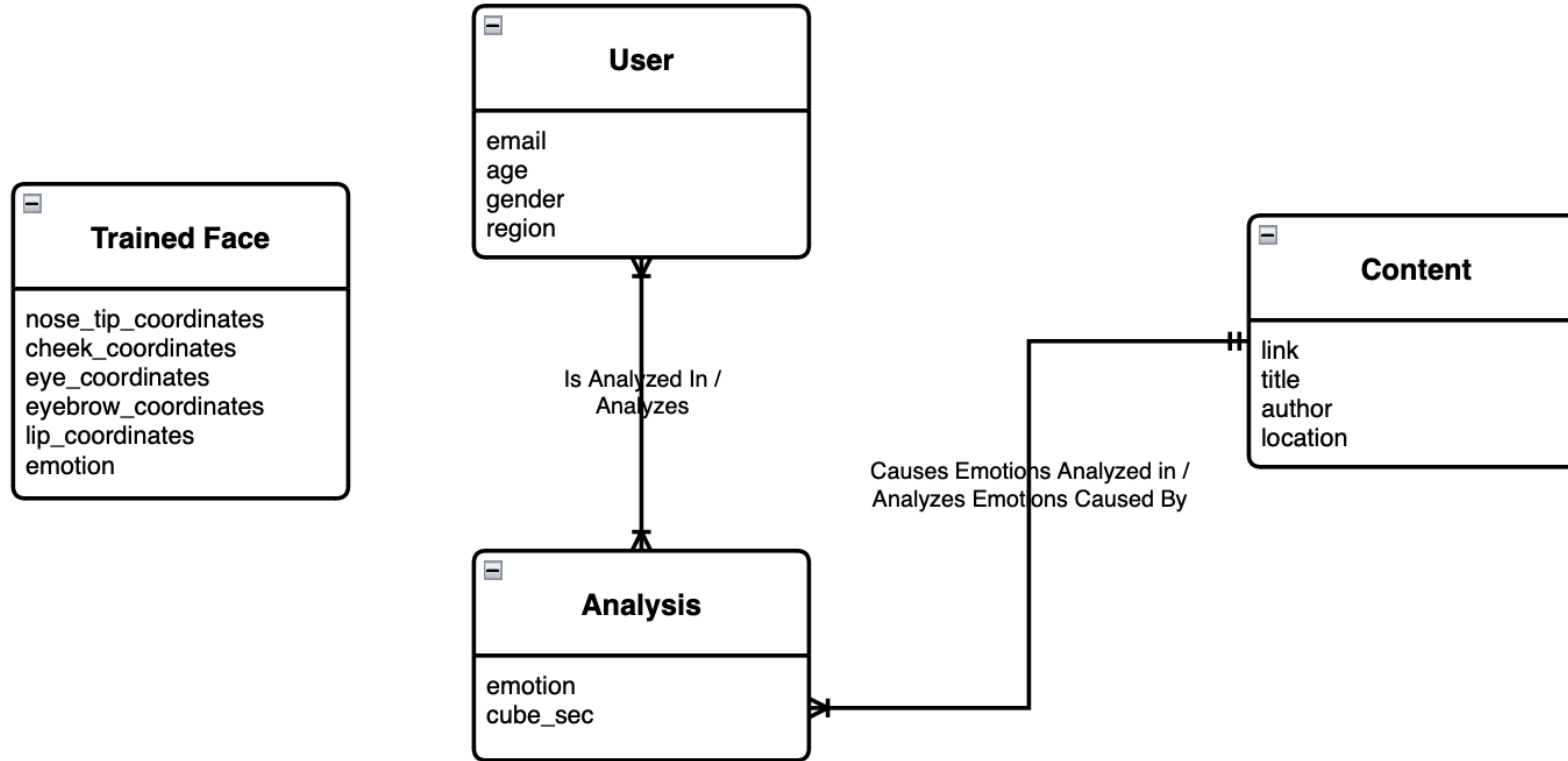 User
email
age
gender
region
Trained Face
nose_tip_coordinates
cheek_coordinates
eye_coordinates
eyebrow_coordinates
lip_coordinates
emotion
Is Analyzed In /
Analyzes
Content
link
title
author
location
Causes Emotions Analyzed in /
Analyzes Emotions Caused By
Analysis
emotion
cube_sec